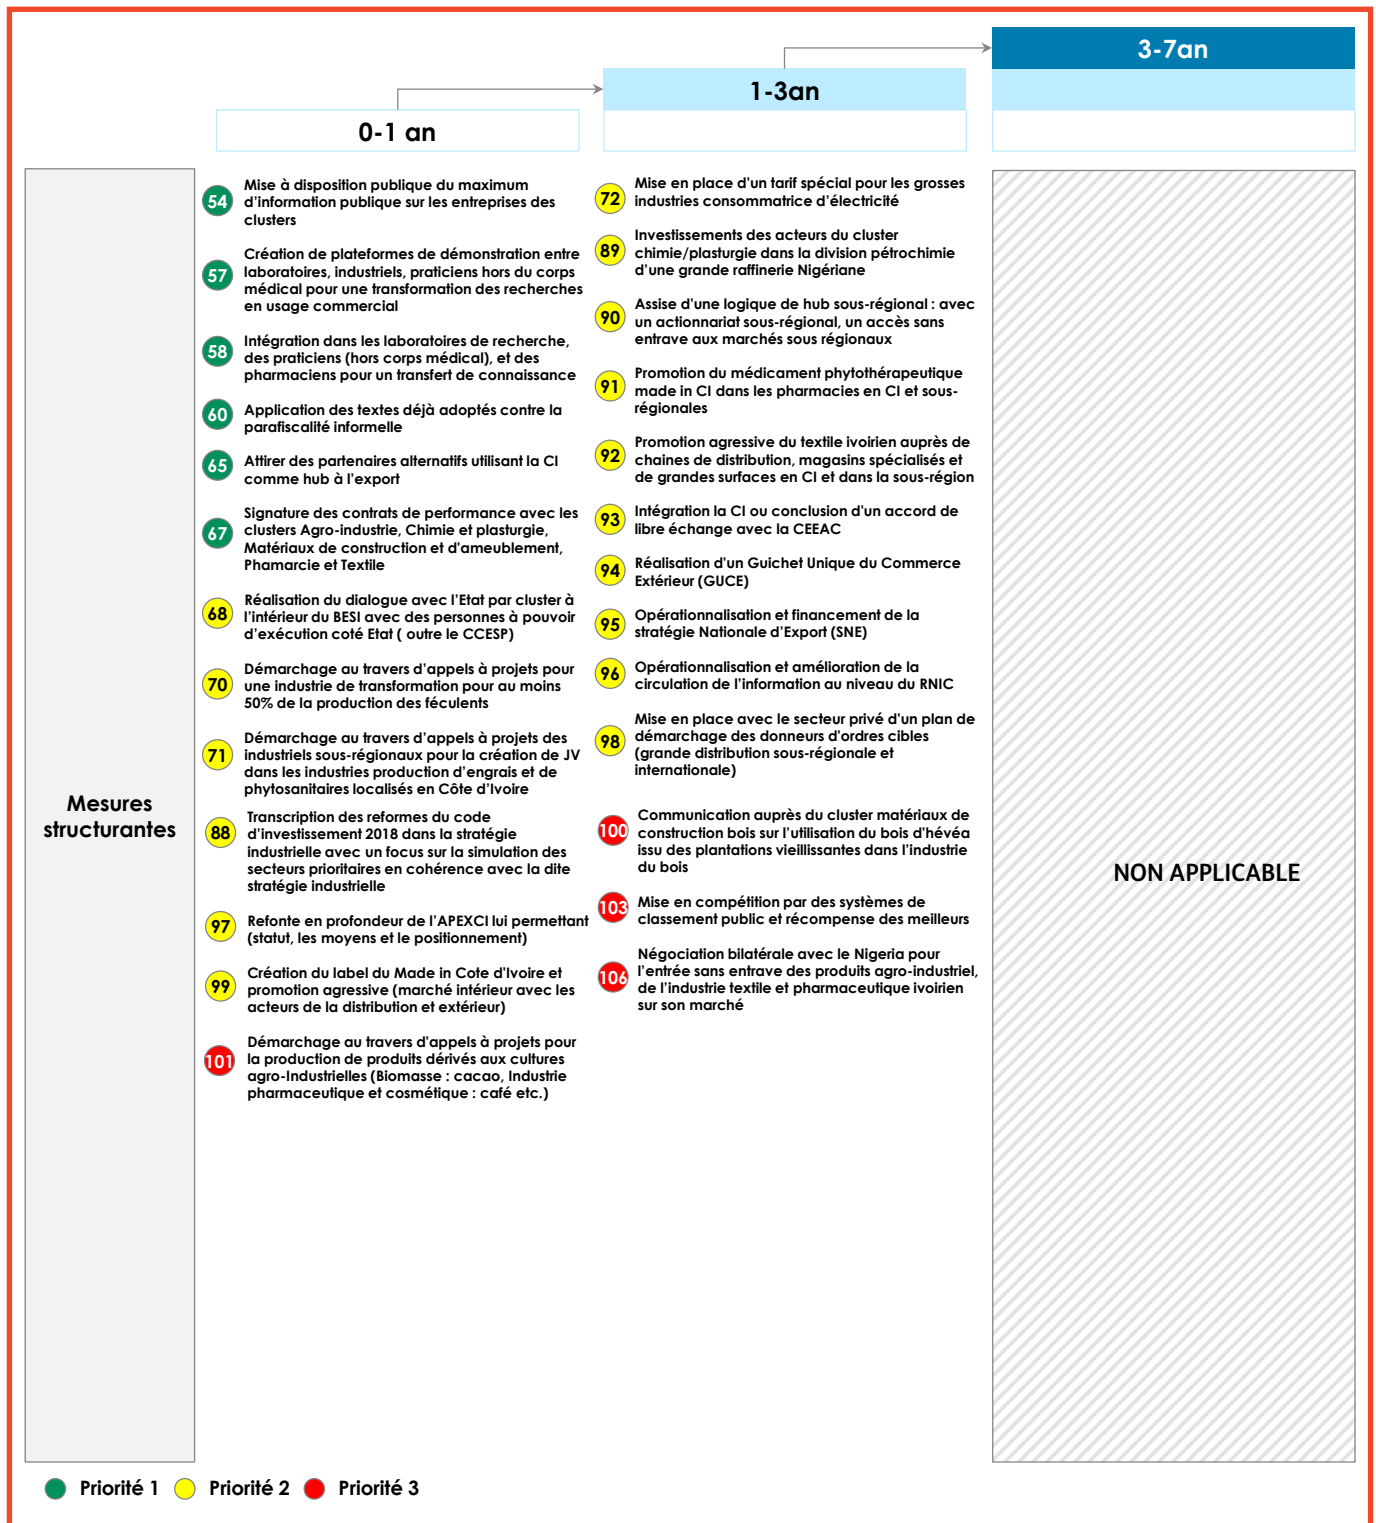 3-7an
1-3an
0-1 an
Mesures
structurantes
54
Mise à disposition publique du maximum
d'information publique sur les entreprises des
clusters
57
Création de plateformes de démonstration entre
laboratoires, industriels, praticiens hors du corps
médical pour une transformation des recherches
en usage commercial
58
Intégration dans les laboratoires de recherche,
des praticiens (hors corps médical), et des
pharmaciens pour un transfert de connaissance
60
Application des textes déjà adoptés contre la
parafiscalité informelle
65
Attirer des partenaires alternatifs utilisant la CI
comme hub à l'export
67
Signature des contrats de performance avec les
clusters Agro-industrie, Chimie et plasturgie,
Matériaux de construction et d'ameublement,
Phamarcie et Textile
68
Réalisation du dialogue avec l'Etat par cluster à
l'intérieur du BESI avec des personnes à pouvoir
d'exécution coté Etat ( outre le CCESP)
70
Démarchage au travers d'appels à projets pour
une industrie de transformation pour au moins
50% de la production des féculents
71
Démarchage au travers d'appels à projets des
industriels sous-régionaux pour la création de JV
dans les industries production d'engrais et de
phytosanitaires localisés en Côte d'Ivoire
88
Transcription des reformes du code
d'investissement 2018 dans la stratégie
industrielle avec un focus sur la simulation des
secteurs prioritaires en cohérence avec la dite
stratégie industrielle
97
Refonte en profondeur de l'APEXCI lui permettant
(statut, les moyens et le positionnement)
99
Création du label du Made in Cote d'Ivoire et
promotion agressive (marché intérieur avec les
acteurs de la distribution et extérieur)
101
Démarchage au travers d'appels à projets pour
la production de produits dérivés aux cultures
agro-Industrielles (Biomasse : cacao, Industrie
pharmaceutique et cosmétique : café etc.)
72
Mise en place d'un tarif spécial pour les grosses
industries consommatrice d'électricité
89
Investissements des acteurs du cluster
chimie/plasturgie dans la division pétrochimie
d'une grande raffinerie Nigériane
90
Assise d'une logique de hub sous-régional : avec
un actionnariat sous-régional, un accès sans
entrave aux marchés sous régionaux
91
Promotion du médicament phytothérapeutique
made in CI dans les pharmacies en CI et sous-
régionales
92
Promotion agressive du textile ivoirien auprès de
chaines de distribution, magasins spécialisés et
de grandes surfaces en CI et dans la sous-région
93
Intégration la CI ou conclusion d'un accord de
libre échange avec la CEEAC
94
Réalisation d'un Guichet Unique du Commerce
Extérieur (GUCE)
95
Opérationnalisation et financement de la
stratégie Nationale d'Export (SNE)
96
Opérationnalisation et amélioration de la
circulation de l'information au niveau du RNIC
98
Mise en place avec le secteur privé d'un plan de
démarchage des donneurs d'ordres cibles
(grande distribution sous-régionale et
internationale)
100
Communication auprès du cluster matériaux de
construction bois sur l'utilisation du bois d'hévéa
issu des plantations vieillissantes dans l'industrie
du bois
103
Mise en compétition par des systèmes de
classement public et récompense des meilleurs
106
Négociation bilatérale avec le Nigeria pour
l'entrée sans entrave des produits agro-industriel,
de l'industrie textile et pharmaceutique ivoirien
sur son marché
NON APPLICABLE
Priorité 1
Priorité 2
Priorité 3